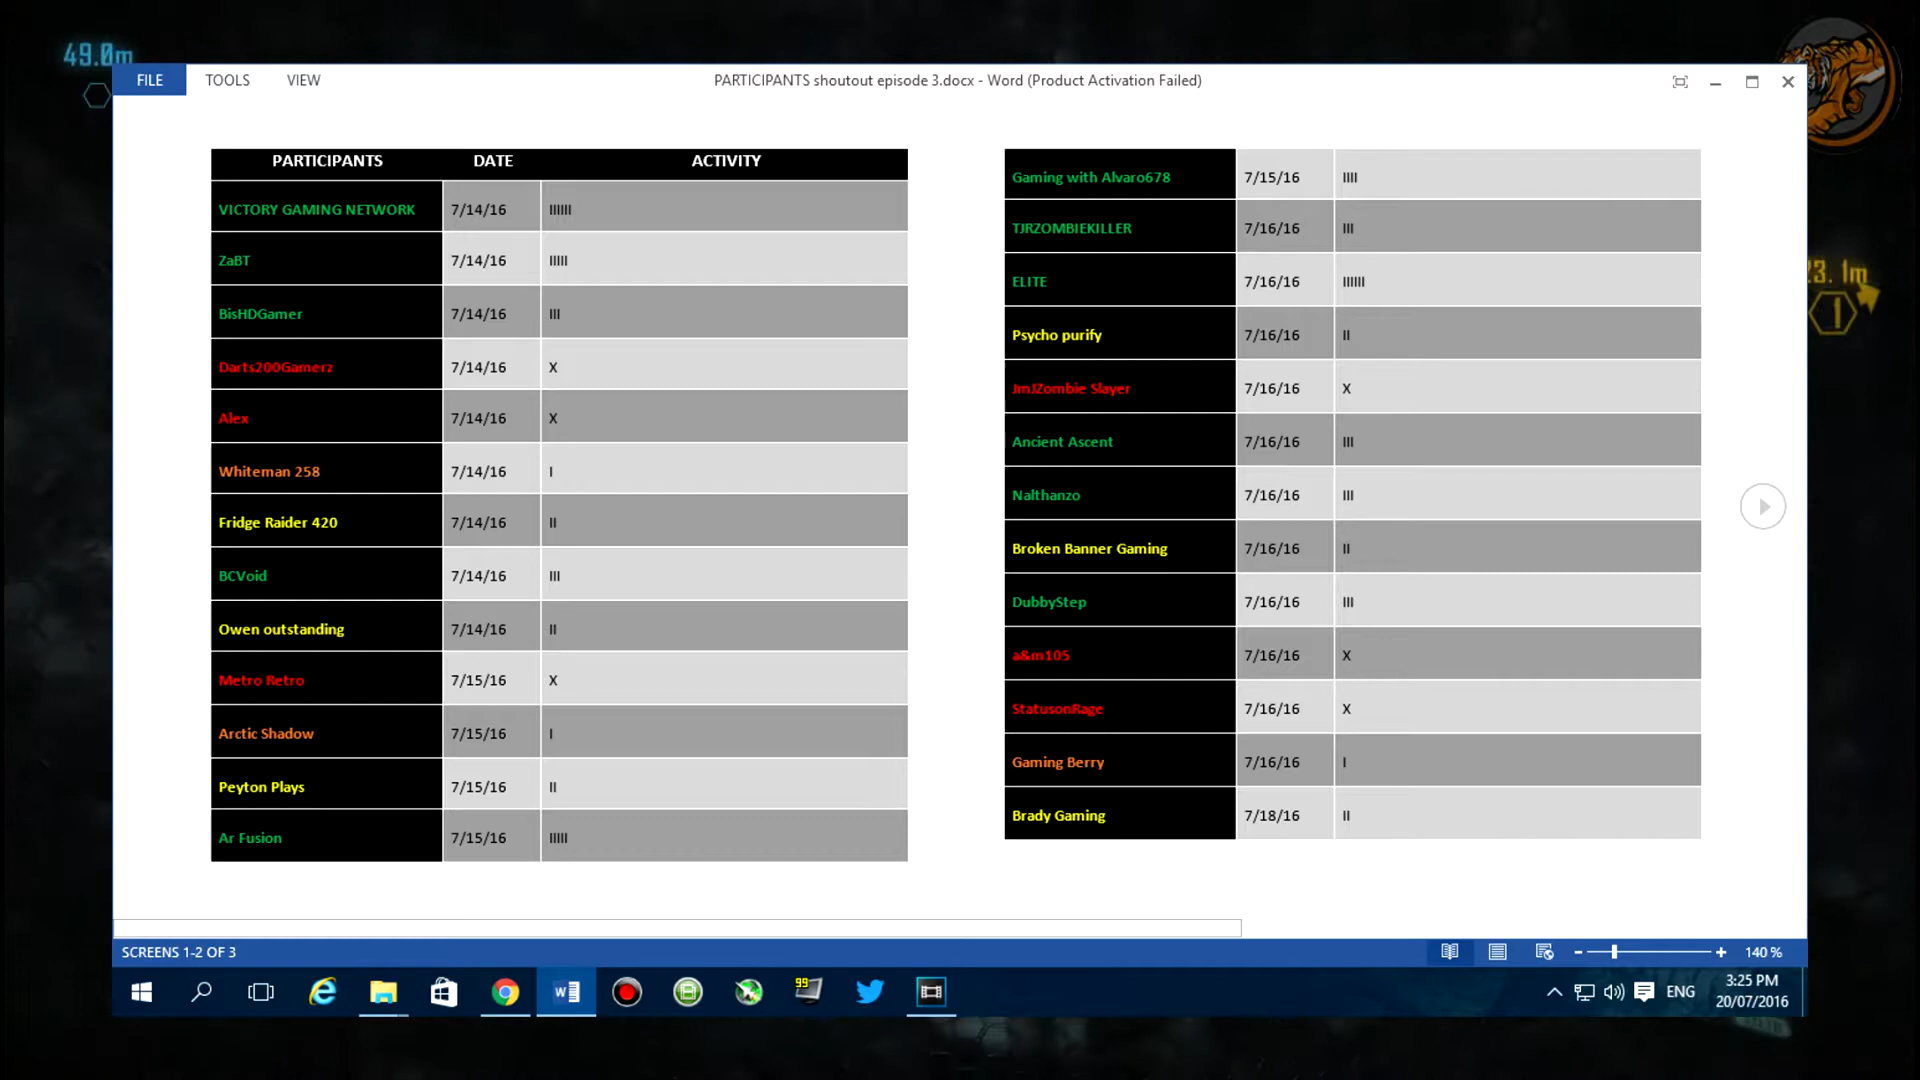 49.0m
FILE TOOLS VIEW PARTICIPANTS shoutout episode 3.docx - Word (Product Activation Failed)
PARTICIPANTS DATE ACTIVITY
VICTORY GAMING NETWORK 7/14/16 IIIIII
ZaBT 7/14/16 IIIII
BisHDGamer 7/14/16 III
Darts200Gamerz 7/14/16 X
Alex 7/14/16 X
Whiteman 258 7/14/16 I
Fridge Raider 420 7/14/16 II
BCVoid 7/14/16 III
Owen outstanding 7/14/16 II
Metro Retro 7/15/16 X
Arctic Shadow 7/15/16 I
Peyton Plays 7/15/16 II
Ar Fusion 7/15/16 IIIII
Gaming with Alvaro678 7/15/16 IIII
TJRZOMBIEKILLER 7/16/16 III
ELITE 7/16/16 IIIIII
Psycho purify 7/16/16 II
JmJZombie Slayer 7/16/16 X
Ancient Ascent 7/16/16 III
Nalthanzo 7/16/16 III
Broken Banner Gaming 7/16/16 II
DubbyStep 7/16/16 III
a&m105 7/16/16 X
StatusonRage 7/16/16 X
Gaming Berry 7/16/16 I
Brady Gaming 7/18/16 II
3.1m
1
SCREENS 1-2 OF 3 140 %
99 ENG 3:25 PM
20/07/2016